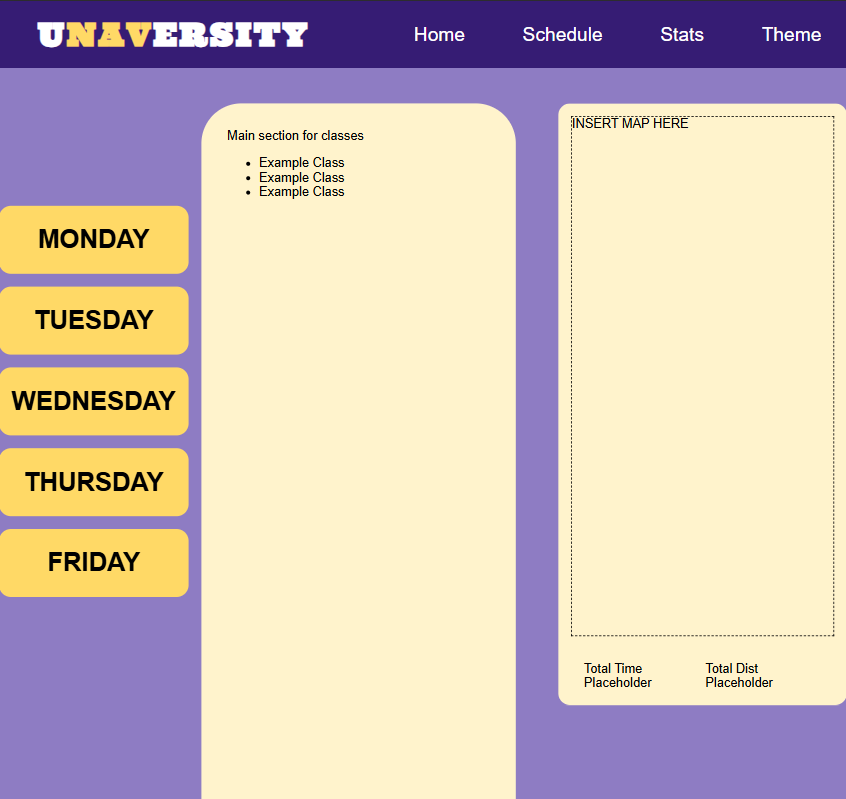 UNAVERSITY
Home Schedule Stats Theme
MONDAY
TUESDAY
WEDNESDAY
THURSDAY
FRIDAY
Main section for classes
Example Class
Example Class
Example Class
INSERT MAP HERE
Total Time
Placeholder
Total Dist
Placeholder